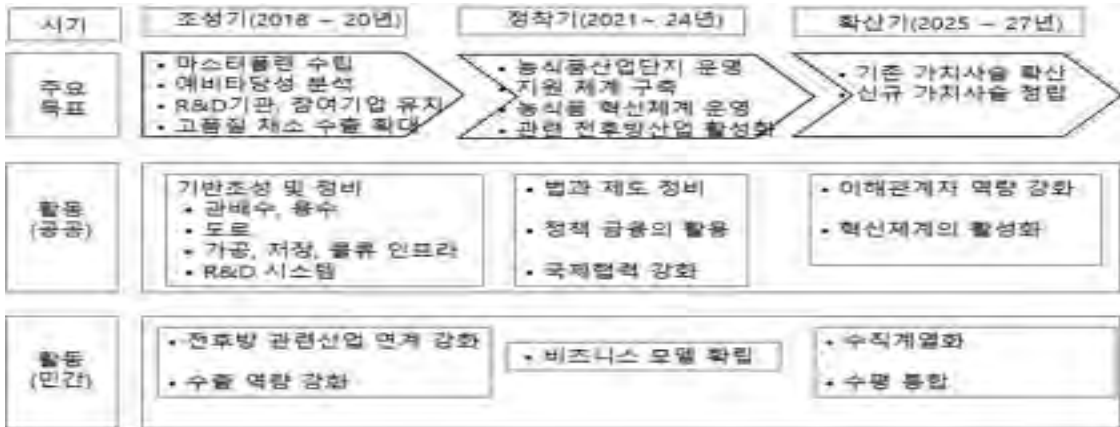 시기
조성기(2018 ~ 20년)
정착기(2021~ 24년)
확산기(2025 ~ 27년)
주요
목표
• 마스터플랜 수립
• 예비타당성 분석
• R&D기관, 참여기업 유치
• 고품질 채소 수출 확대
• 농식품산업단지 운영
• 지원 체계 구축
• 농식품 혁신체계 운영
• 관련 전후방산업 활성화
• 기존 가치사슬 확산
• 신규 가치사슬 정립
활동
(공공)
기반조성 및 정비
• 관배수, 용수
• 도로
• 가공, 저장, 물류 인프라
• R&D 시스템
• 법과 제도 정비
• 정책 금융의 활용
• 국제협력 강화
• 이해관계자 역량 강화
• 혁신체계의 활성화
활동
(민간)
• 전후방 관련산업 연계 강화
• 수출 역량 강화
• 비즈니스 모델 확립
• 수직계열화
• 수평 통합